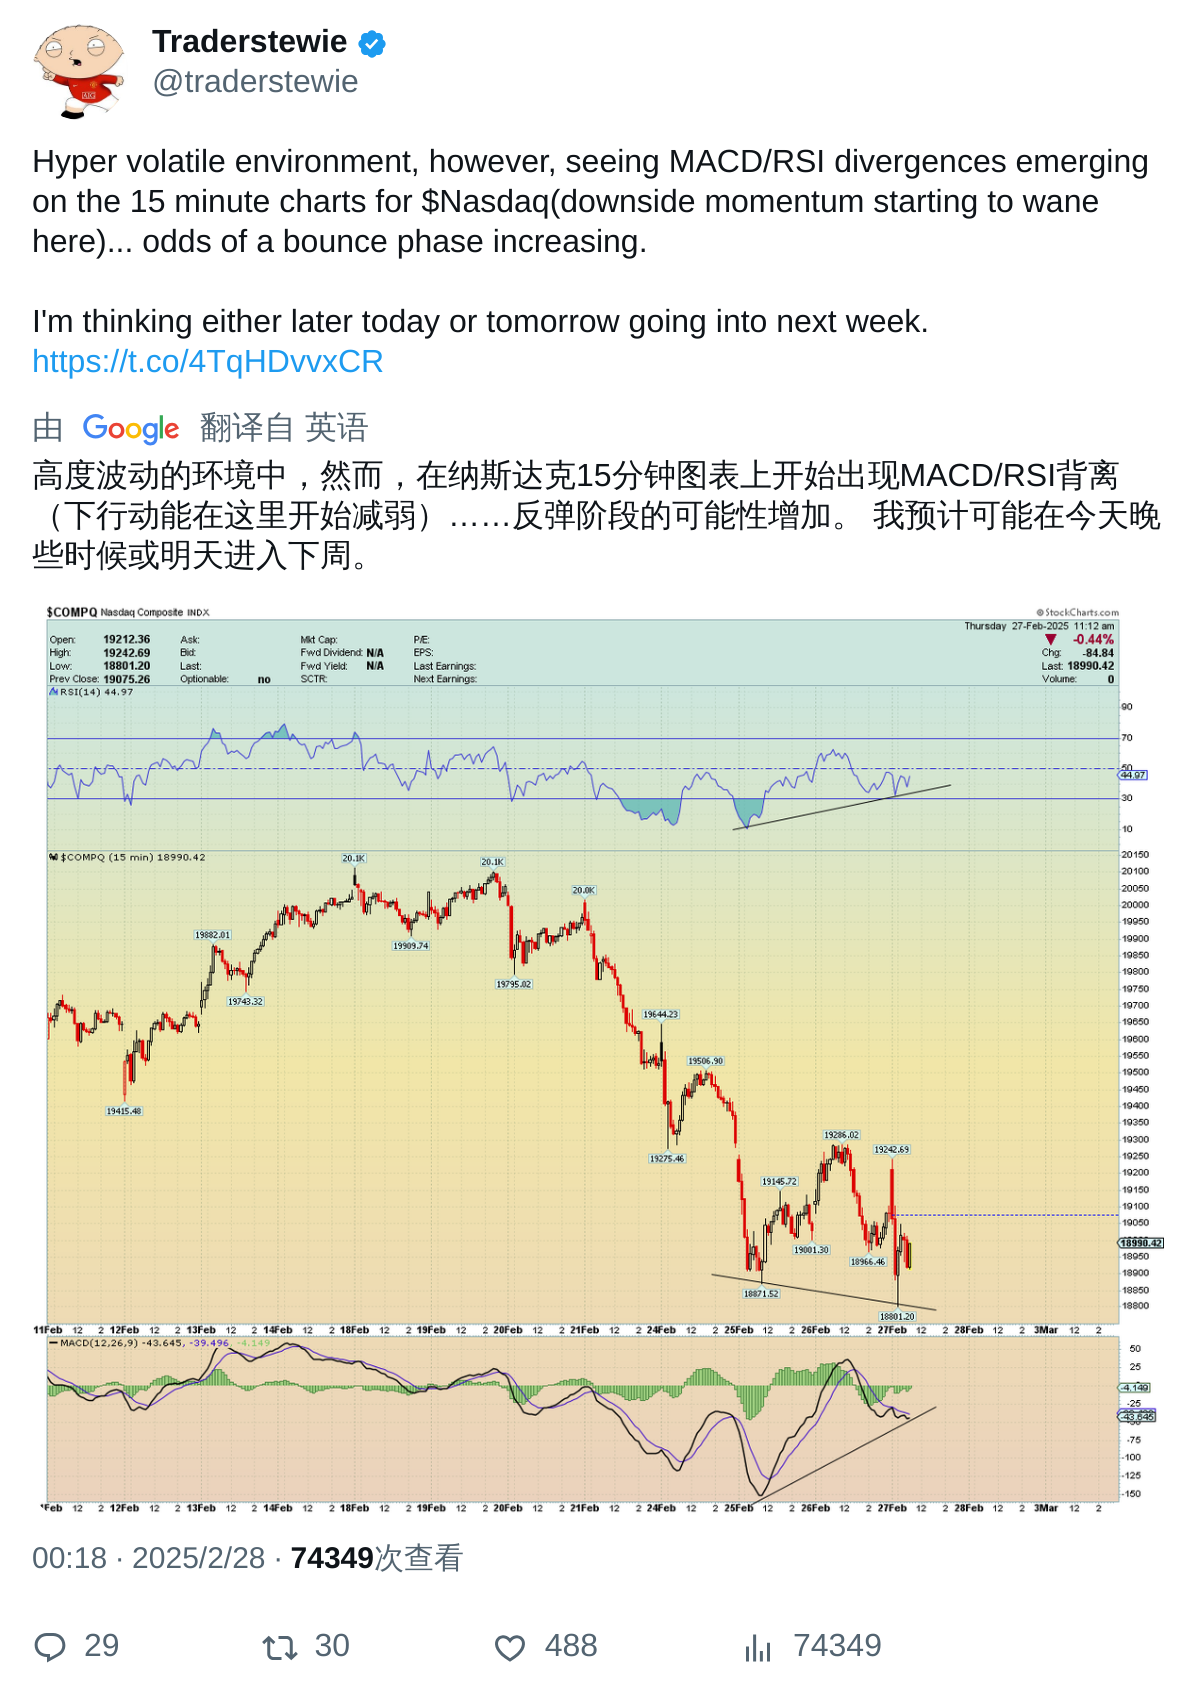 Traderstewie
@traderstewie
AIG
Hyper volatile environment, however, seeing MACD/RSI divergences emerging
on the 15 minute charts for $Nasdaq(downside momentum starting to wane
here)... odds of a bounce phase increasing.
I'm thinking either later today or tomorrow going into next week.
https://t.co/4TqHDvvxCR
由 Google 翻译自 英语
高度波动的环境中，然而，在纳斯达克15分钟图表上开始出现MACD/RSI背离
（下行动能在这里开始减弱）……反弹阶段的可能性增加。 我预计可能在今天晚
些时候或明天进入下周。
$COMPQ Nasdaq Composite INDX © StockCharts.com
Thursday 27-Feb-2025 11:12 am
Open: 19212.36 Ask: Mkt Cap: P/E: ▼ -0.44%
High: 19242.69 Bid: Fwd Dividend: N/A EPS: Chg: -84.84
Low: 18801.20 Last: Fwd Yield: N/A Last Earnings: Last: 18990.42
Prev Close: 19075.26 Optionable: no SCTR: Next Earnings: Volume: 0
RSI(14) 44.97
90
70
50
44.97
30
10
$COMPQ (15 min) 18990.42
20150
20100
20050
20000
19950
19900
19850
19800
19750
19700
19650
19600
19550
19500
19450
19400
19350
19300
19250
19200
19150
19100
19050
18990.42
18950
18900
18850
18800
20.1K
20.1K
20.0K
19882.01
19909.74
19795.02
19743.32
19644.23
19506.90
19415.48
19275.46
19286.02
19242.69
19145.72
19001.30
18966.46
18871.52
18801.20
11Feb 12 2 12Feb 12 2 13Feb 12 2 14Feb 12 2 18Feb 12 2 19Feb 12 2 20Feb 12 2 21Feb 12 2 24Feb 12 2 25Feb 12 2 26Feb 12 2 27Feb 12 2 28Feb 12 2 3Mar 12 2
MACD(12,26,9) -43.645, -39.496, -4.149
50
25
-4.149
-25
-43.645
-75
-100
-125
-150
Feb 12 2 12Feb 12 2 13Feb 12 2 14Feb 12 2 18Feb 12 2 19Feb 12 2 20Feb 12 2 21Feb 12 2 24Feb 12 2 25Feb 12 2 26Feb 12 2 27Feb 12 2 28Feb 12 2 3Mar 12 2
00:18 · 2025/2/28 · 74349次查看
29 30 488 74349